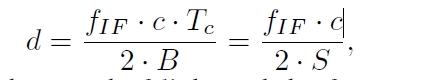 d = \frac{f_{IF} \cdot c \cdot T_c}{2 \cdot B} = \frac{f_{IF} \cdot c}{2 \cdot S},